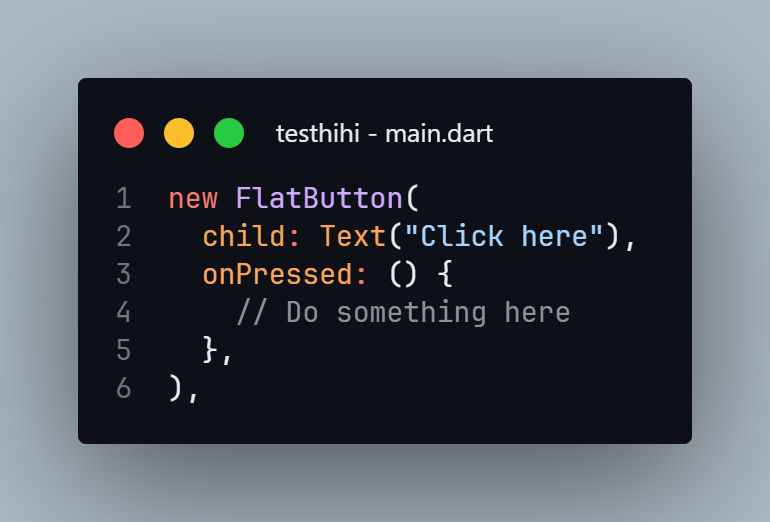 testhihi - main.dart
1 new FlatButton(
2   child: Text("Click here"),
3   onPressed: () {
4     // Do something here
5   },
6 ),